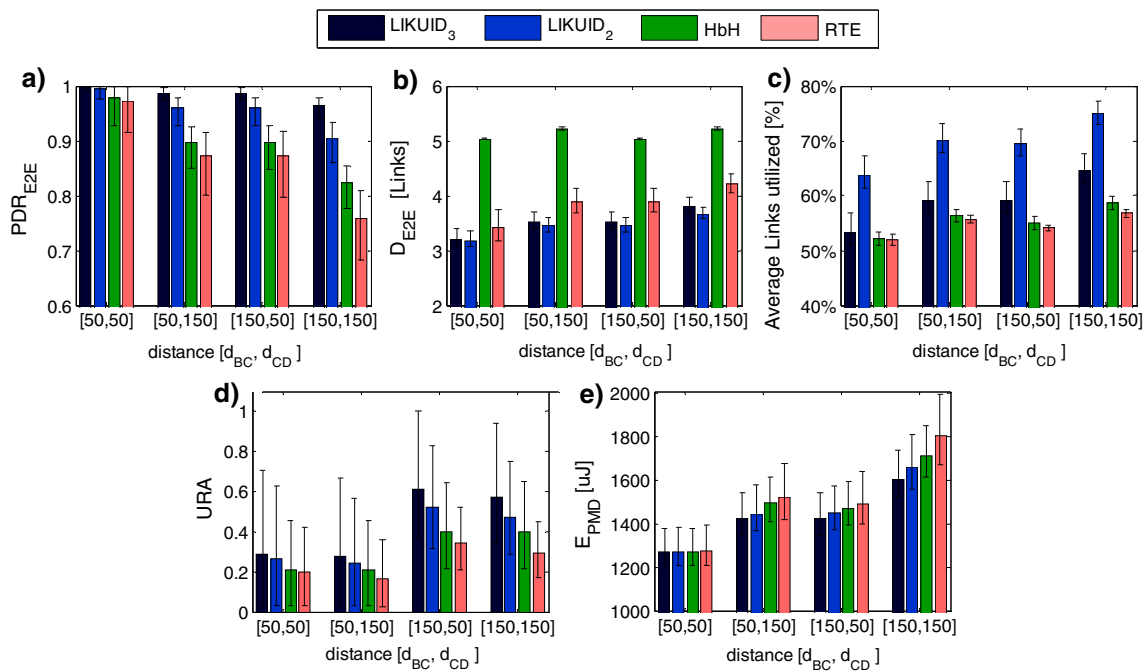 LIKUID3 LIKUID2 HbH RTE
a)
PDRE2E
1
0.9
0.8
0.7
0.6
[50,50] [50,150] [150,50] [150,150]
distance [dBC, dCD ]
b)
DE2E [Links]
6
5
4
3
2
[50,50] [50,150] [150,50] [150,150]
distance [dBC, dCD ]
c)
Average Links utilized [%]
80%
70%
60%
50%
40%
[50,50] [50,150] [150,50] [150,150]
distance [dBC, dCD ]
d)
URA
1
0.8
0.6
0.4
0.2
0
[50,50] [50,150] [150,50] [150,150]
distance [dBC, dCD ]
e)
EPMD [uJ]
2000
1800
1600
1400
1200
1000
[50,50] [50,150] [150,50] [150,150]
distance [dBC, dCD ]